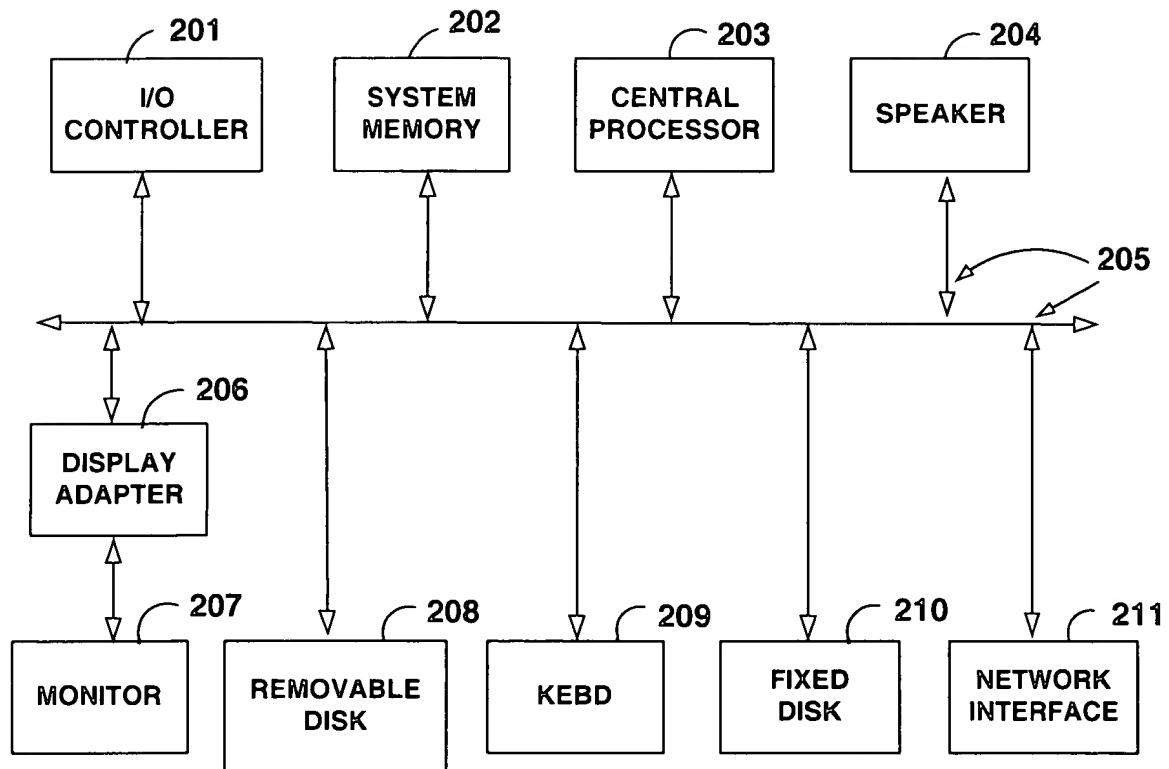 201
202
203
204
I/O
CONTROLLER
SYSTEM
MEMORY
CENTRAL
PROCESSOR
SPEAKER
205
206
DISPLAY
ADAPTER
207
208
209
210
211
MONITOR
REMOVABLE
DISK
KEBD
FIXED
DISK
NETWORK
INTERFACE